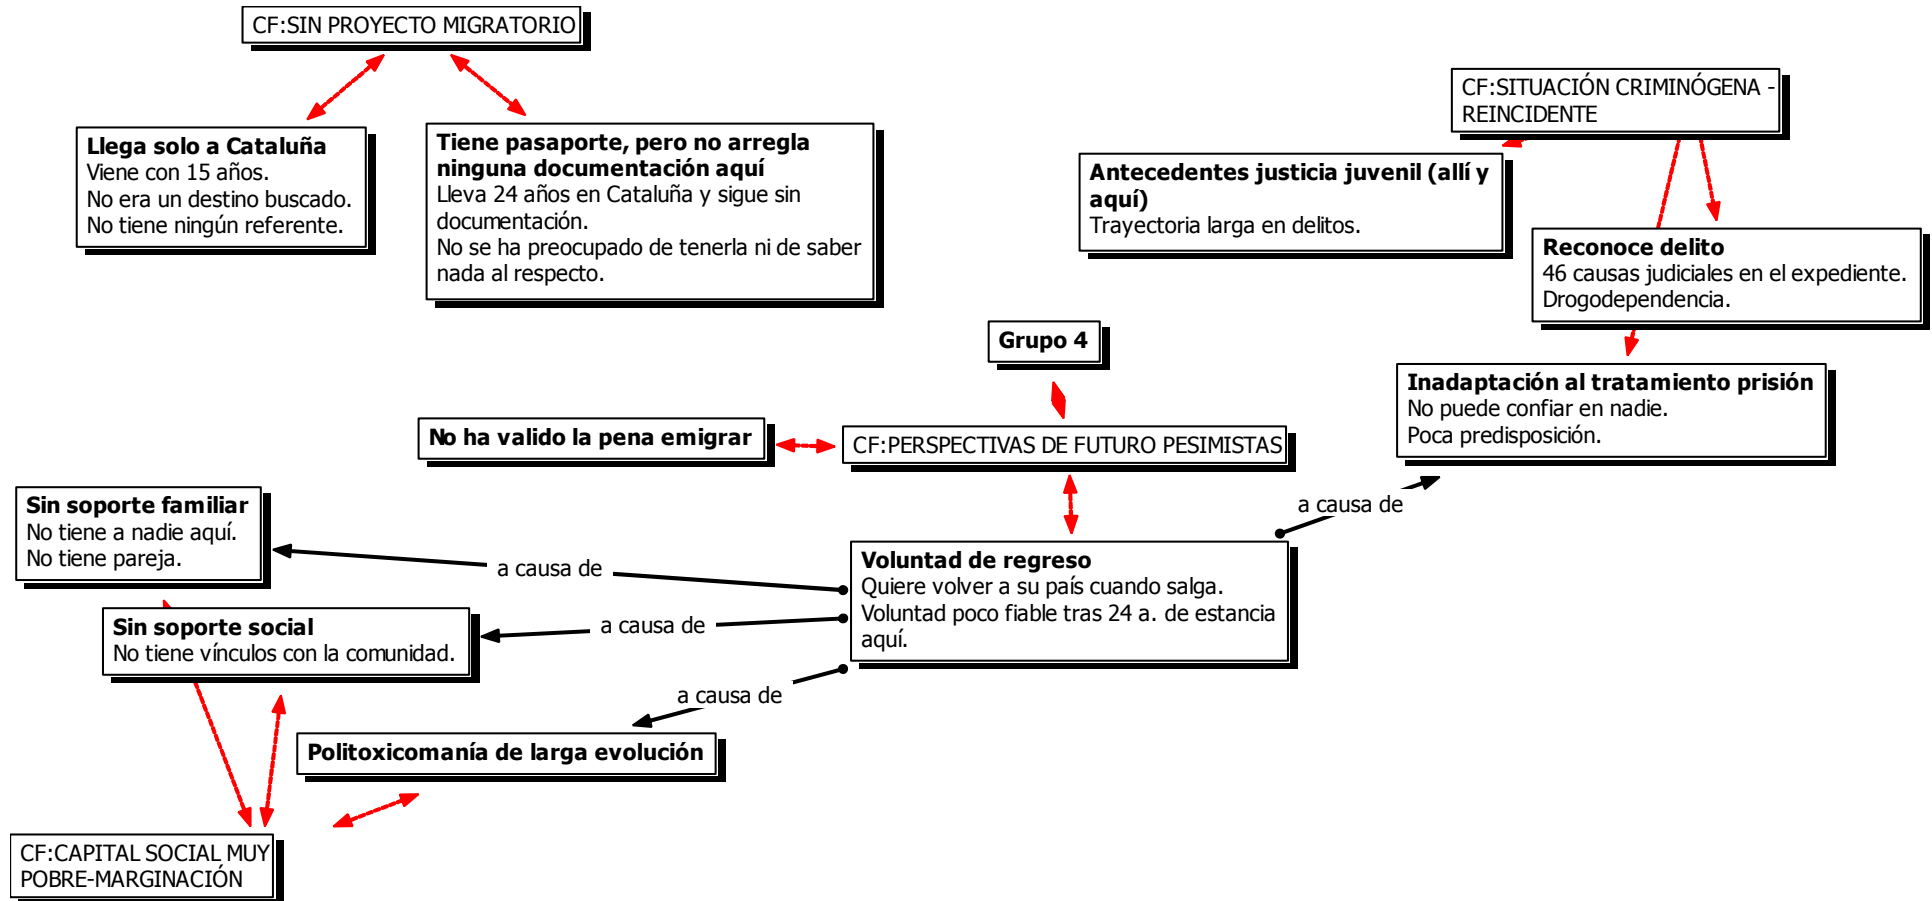 CF:SIN PROYECTO MIGRATORIO
CF:SITUACIÓN CRIMINÓGENA -
REINCIDENTE
Llega solo a Cataluña
Viene con 15 años.
No era un destino buscado.
No tiene ningún referente.
Tiene pasaporte, pero no arregla
ninguna documentación aquí
Lleva 24 años en Cataluña y sigue sin
documentación.
No se ha preocupado de tenerla ni de saber
nada al respecto.
Antecedentes justicia juvenil (allí y
aquí)
Trayectoria larga en delitos.
Reconoce delito
46 causas judiciales en el expediente.
Drogodependencia.
Grupo 4
Inadaptación al tratamiento prisión
No puede confiar en nadie.
Poca predisposición.
No ha valido la pena emigrar
CF:PERSPECTIVAS DE FUTURO PESIMISTAS
a causa de
Sin soporte familiar
No tiene a nadie aquí.
No tiene pareja.
a causa de
Voluntad de regreso
Quiere volver a su país cuando salga.
Voluntad poco fiable tras 24 a. de estancia
aquí.
Sin soporte social
No tiene vínculos con la comunidad.
a causa de
a causa de
Politoxicomanía de larga evolución
CF:CAPITAL SOCIAL MUY
POBRE-MARGINACIÓN